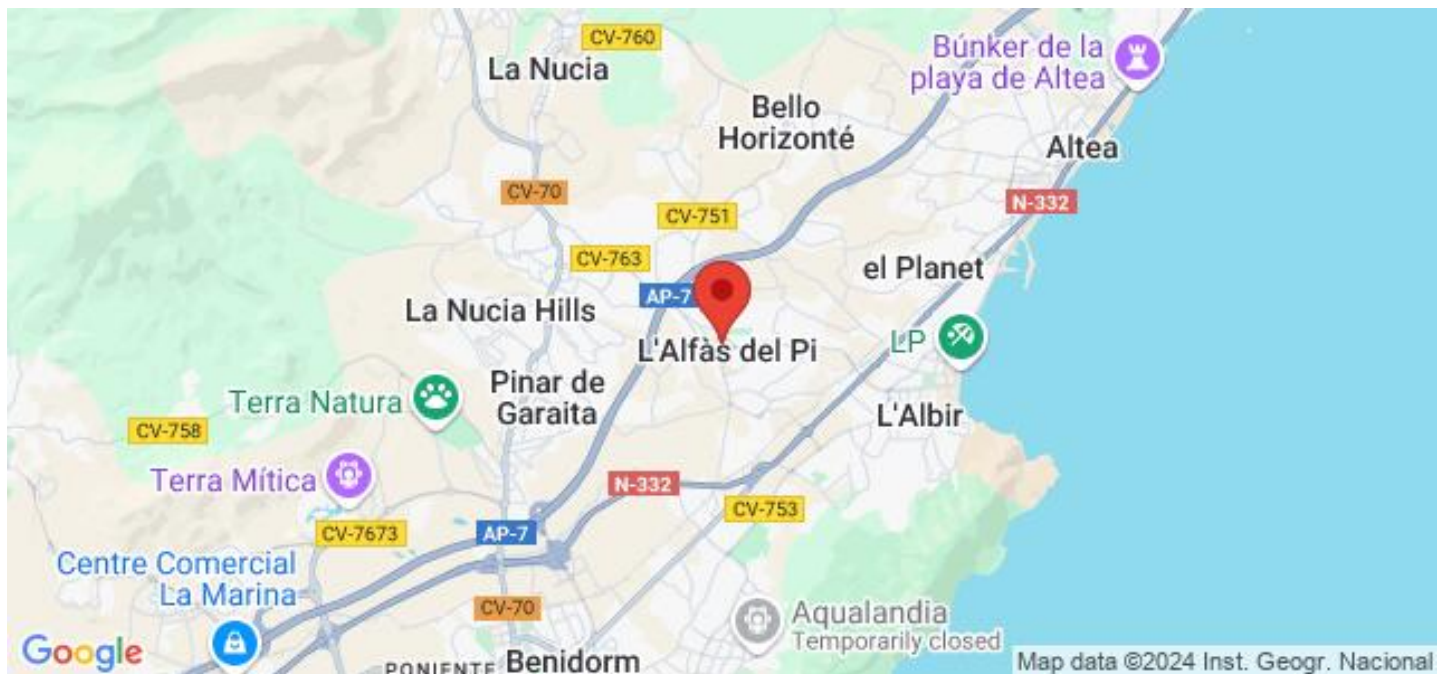 CV-760
La Nucia
Búnker de la
playa de Altea
Bello
Horizonté
Altea
CV-70
N-332
CV-751
CV-763
el Planet
AP-7
La Nucia Hills
L'Alfàs del Pi
LP
Pinar de
Garaita
Terra Natura
L'Albir
CV-758
Terra Mítica
N-332
CV-753
CV-7673
AP-7
Centre Comercial
La Marina
CV-70
Aqualandia
Temporarily closed
Google
PONIENTE
Benidorm
Map data ©2024 Inst. Geogr. Nacional